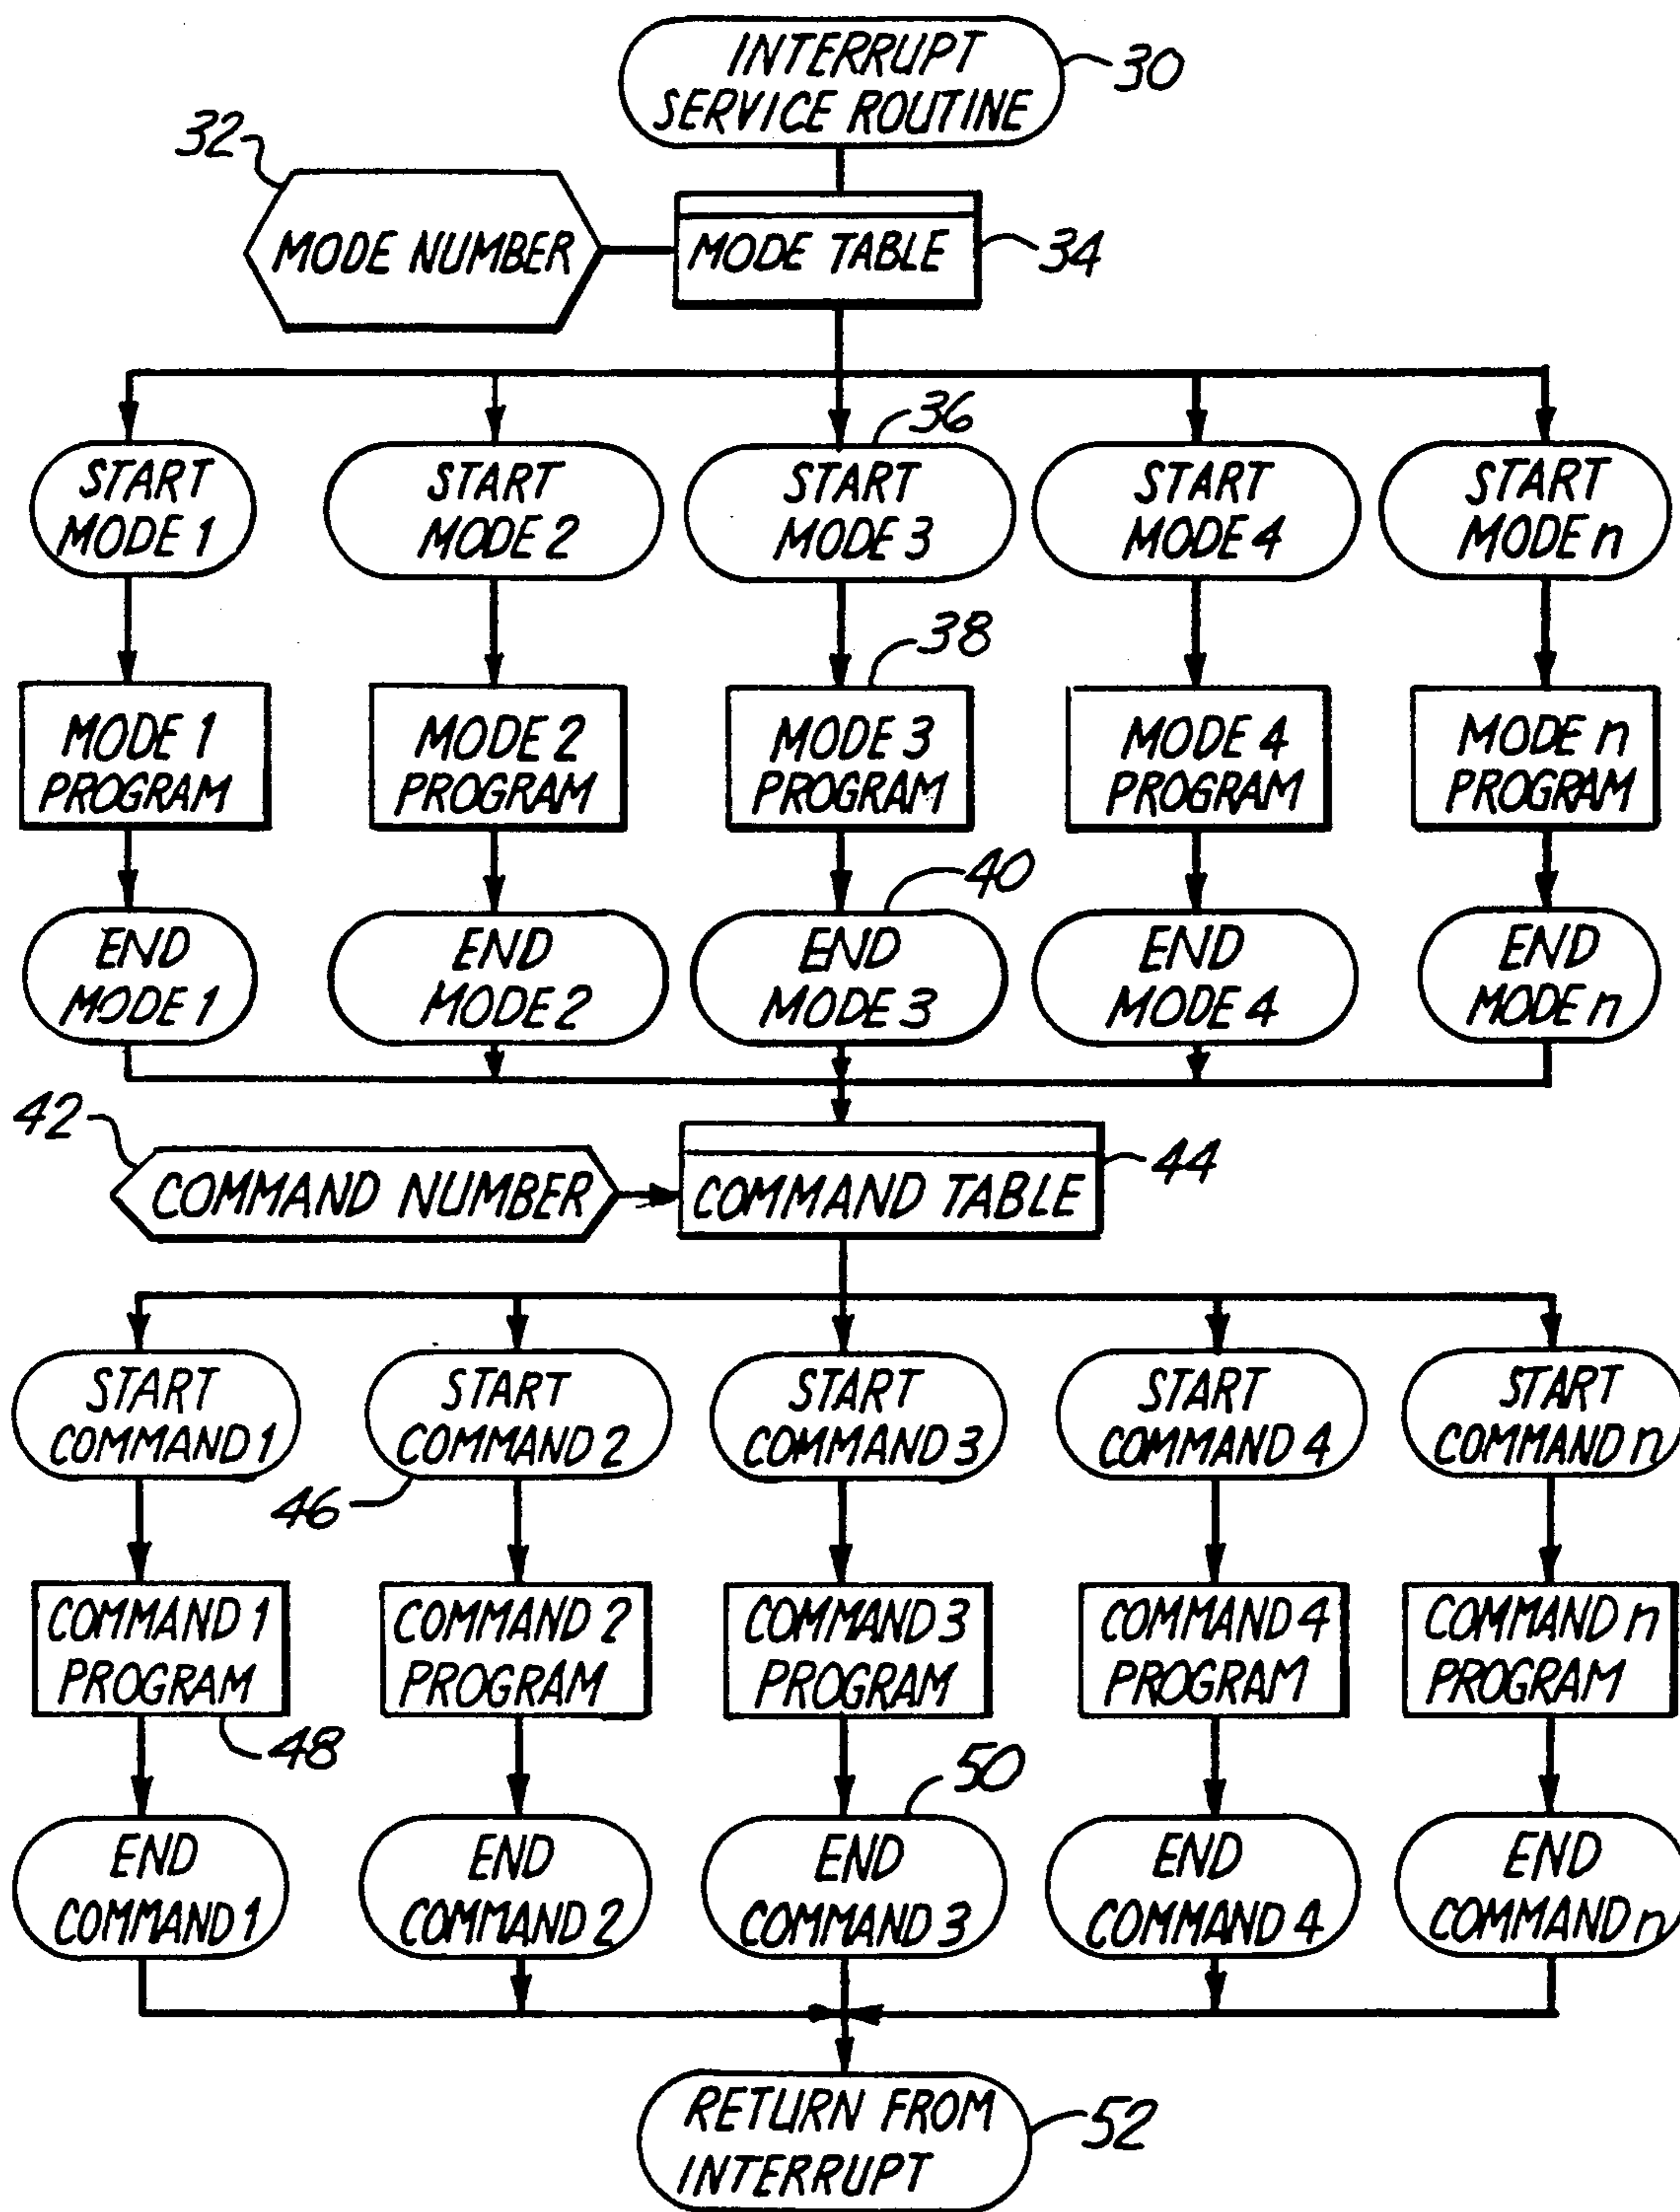 INTERRUPT
SERVICE ROUTINE
30
32
MODE NUMBER
MODE TABLE
34
36
START
MODE 1
START
MODE 2
START
MODE 3
START
MODE 4
START
MODE n
38
MODE 1
PROGRAM
MODE 2
PROGRAM
MODE 3
PROGRAM
MODE 4
PROGRAM
MODE n
PROGRAM
40
END
MODE 1
END
MODE 2
END
MODE 3
END
MODE 4
END
MODE n
42
COMMAND NUMBER
COMMAND TABLE
44
START
COMMAND 1
START
COMMAND 2
START
COMMAND 3
START
COMMAND 4
START
COMMAND n
46
COMMAND 1
PROGRAM
COMMAND 2
PROGRAM
COMMAND 3
PROGRAM
COMMAND 4
PROGRAM
COMMAND n
PROGRAM
48
50
END
COMMAND 1
END
COMMAND 2
END
COMMAND 3
END
COMMAND 4
END
COMMAND n
RETURN FROM
INTERRUPT
52